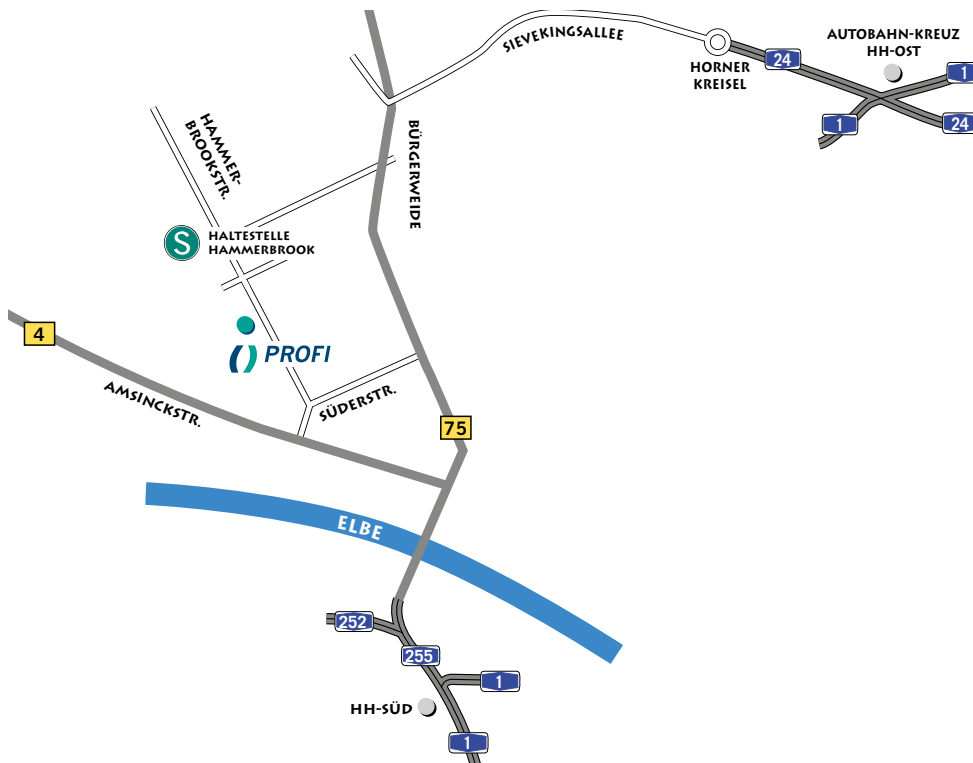 SIEVEKINGSALLEE
AUTOBAHN-KREUZ
HH-OST
HORNER
KREISEL
24
1
1
24
HAMMER-
BROOKSTR.
BÜRGERWEIDE
S
HALTESTELLE
HAMMERBROOK
4
PROFI
AMSINCKSTR.
SÜDERSTR.
75
ELBE
252
255
1
HH-SÜD
1